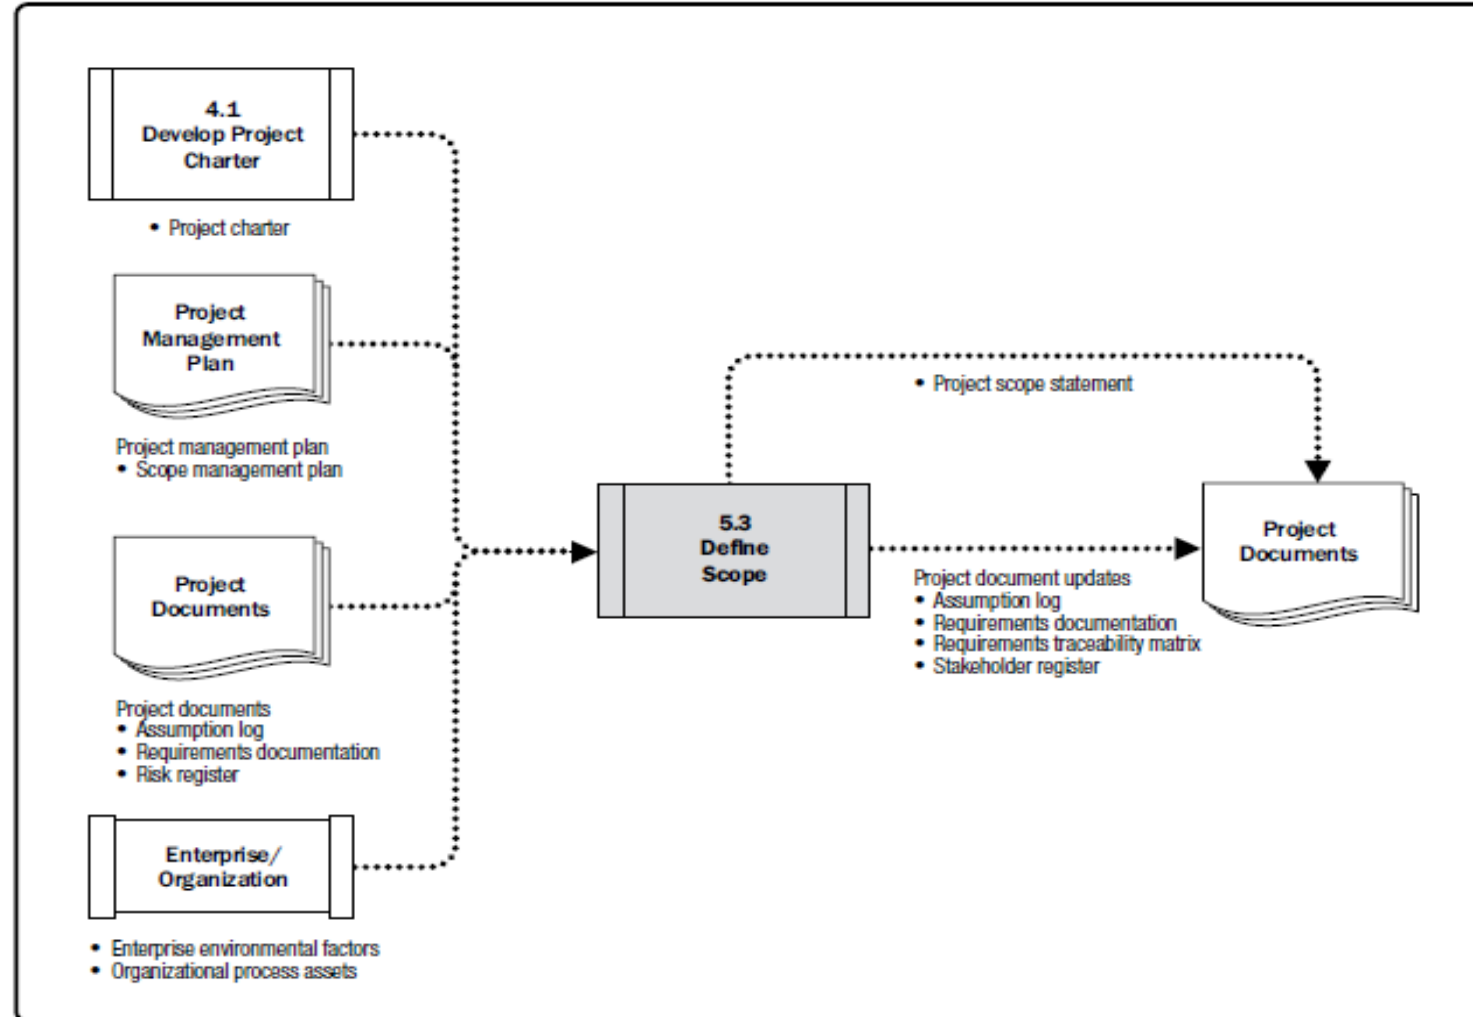 4.1
Develop Project
Charter
• Project charter
Project
Management
Plan
Project management plan
• Scope management plan
Project
Documents
Project documents
• Assumption log
• Requirements documentation
• Risk register
Enterprise/
Organization
• Enterprise environmental factors
• Organizational process assets
5.3
Define
Scope
• Project scope statement
Project document updates
• Assumption log
• Requirements documentation
• Requirements traceability matrix
• Stakeholder register
Project
Documents